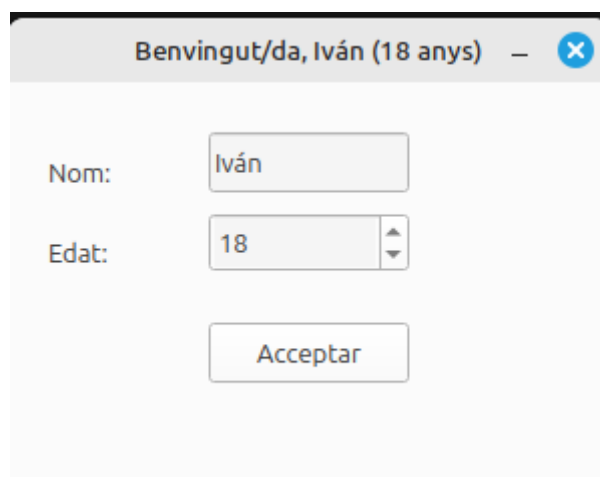 Benvingut/da, Iván (18 anys)
Nom:
Iván
Edat:
18
Acceptar